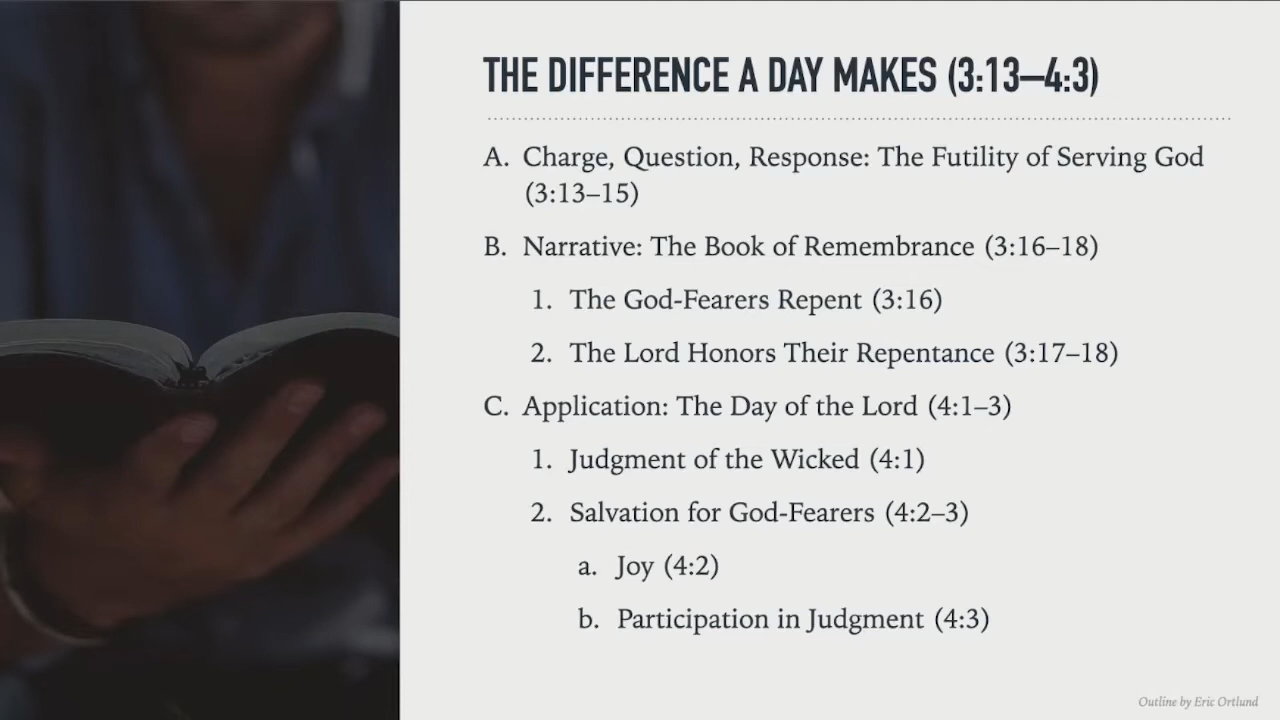 THE DIFFERENCE A DAY MAKES (3:13–4:3)
A. Charge, Question, Response: The Futility of Serving God
(3:13–15)
B. Narrative: The Book of Remembrance (3:16–18)
1. The God-Fearers Repent (3:16)
2. The Lord Honors Their Repentance (3:17–18)
C. Application: The Day of the Lord (4:1–3)
1. Judgment of the Wicked (4:1)
2. Salvation for God-Fearers (4:2–3)
a. Joy (4:2)
b. Participation in Judgment (4:3)
Outline by Eric Ortlund